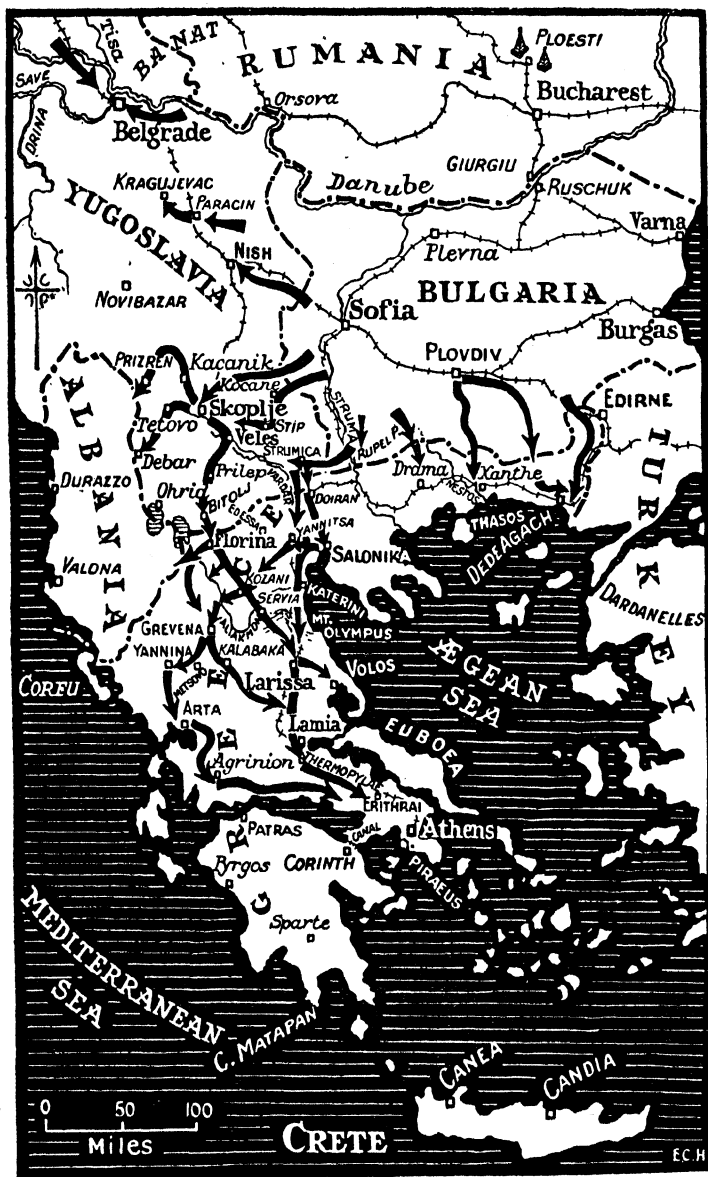 Tisa
BANAT
RUMANIA
PLOESTI
SAVE
Orsova
Bucharest
Belgrade
DRINA
GIURGIU
KRAGUJEVAC
Danube
RUSCHUK
PARACIN
YUGOSLAVIA
Varna
Plevna
NISH
NOVIBAZAR
BULGARIA
Sofia
Burgas
PRIZREN
Kacanik
PLOVDIV
Kocane
ALBANIA
Skoplje
STRUMA
EDIRNE
Tetovo
STIP
Veles
STRUMICA
RUPEL P.
TURKEY
Debar
Prilep
VARDAR
Drama
Xanthe
DURAZZO
Ohrid
BITOLJ
DOIRAN
NESTOS
EDESSA
THASOS
YANNITSA
DEDEAGACH
Florina
SALONIKA
VALONA
KOZANI
KATERINI
SERVIA
DARDANELLES
MT.
OLYMPUS
GREVENA
ÆGEAN
SEA
YANNINA
KALABAKA
VOLOS
METSOVO
Larissa
CORFU
ARTA
Lamia
EUBOEA
GREECE
Agrinion
THERMOPYLAE
ERITHRAI
PATRAS
CANAL
Athens
Pyrgos
CORINTH
PIRAEUS
Sparte
MEDITERRANEAN
SEA
C. MATAPAN
CANEA
CANDIA
0 50 100
Miles
CRETE
E.C.H